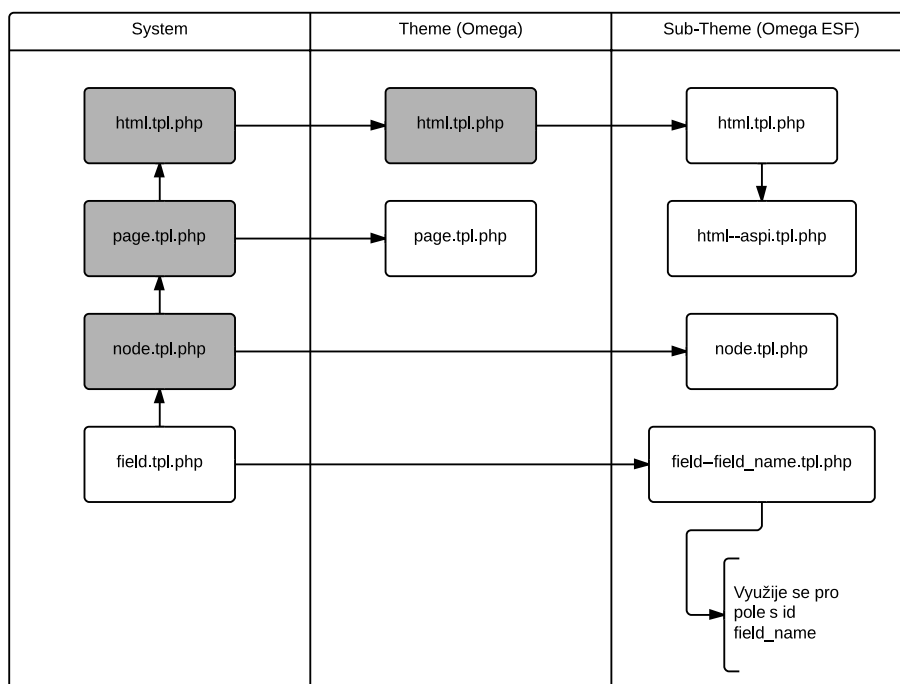 System
Theme (Omega)
Sub-Theme (Omega ESF)
html.tpl.php
html.tpl.php
html.tpl.php
page.tpl.php
page.tpl.php
html--aspi.tpl.php
node.tpl.php
node.tpl.php
field.tpl.php
field--field_name.tpl.php
Využije se pro
pole s id
field_name